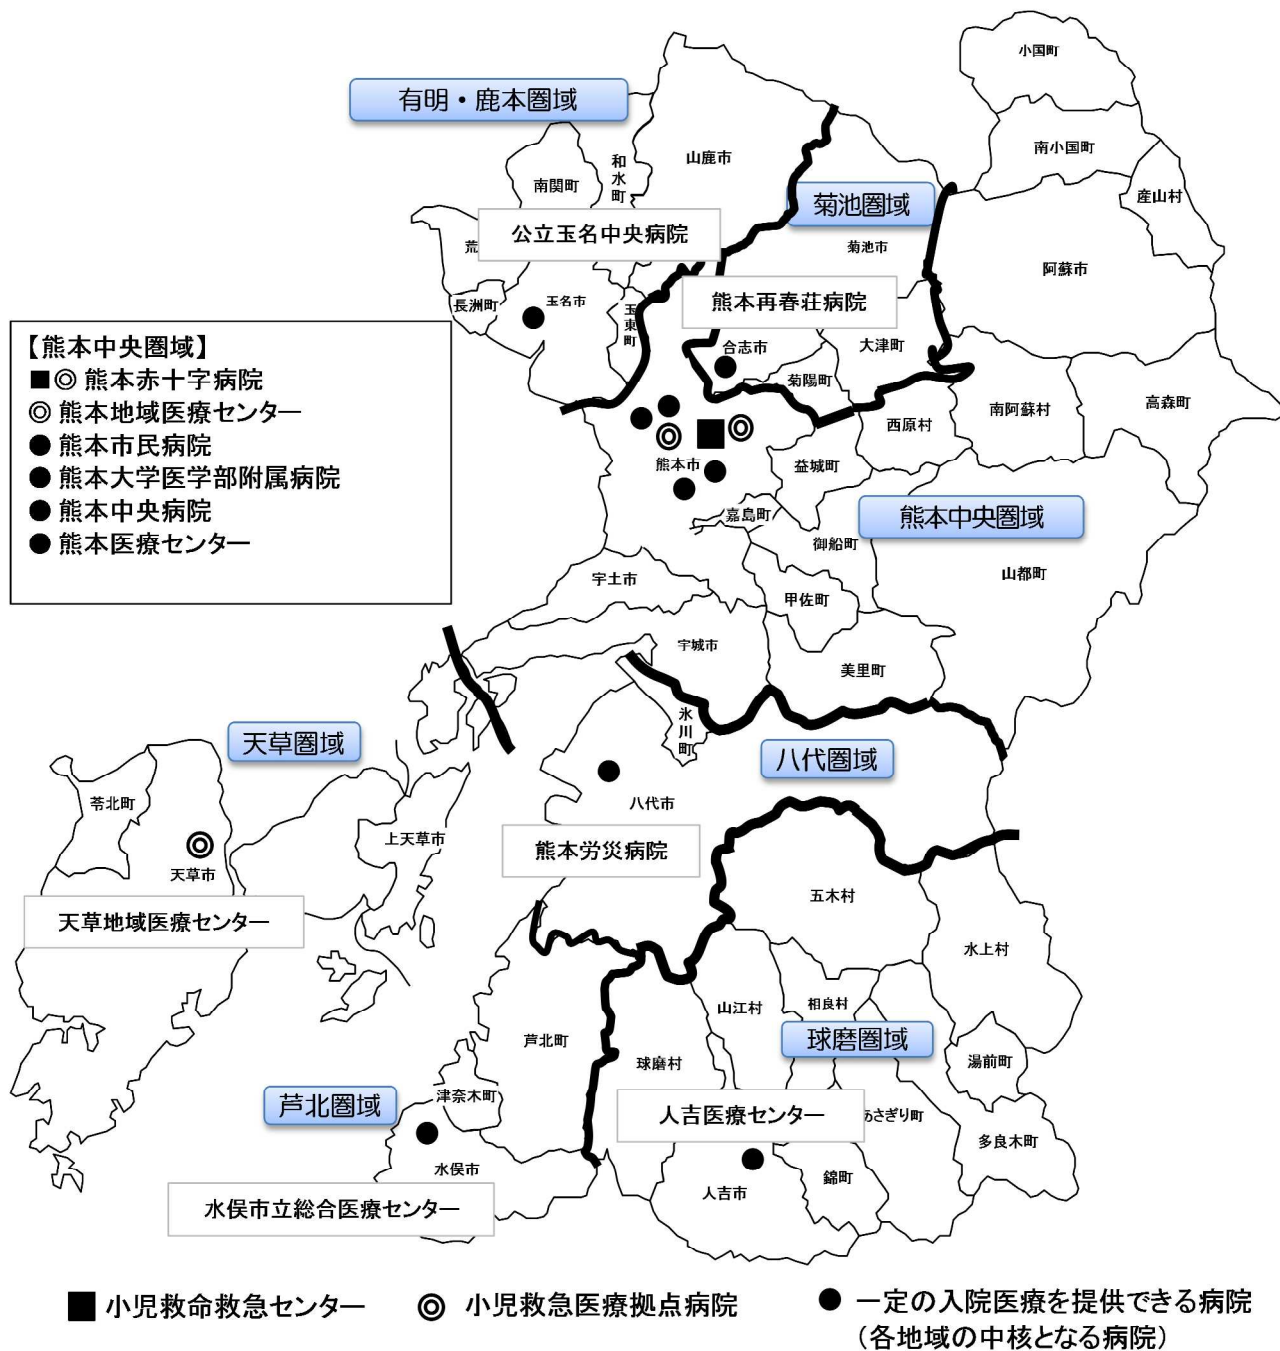 小国町
有明・鹿本圏域
南小国町
和水町
山鹿市
南関町
産山村
菊池圏域
公立玉名中央病院
荒
菊池市
阿蘇市
熊本再春荘病院
長洲町
玉名市
玉東町
【熊本中央圏域】
■◎熊本赤十字病院
◎熊本地域医療センター
●熊本市民病院
●熊本大学医学部附属病院
●熊本中央病院
●熊本医療センター
合志市
大津町
菊陽町
南阿蘇村
高森町
西原村
熊本市
益城町
嘉島町
熊本中央圏域
御船町
山都町
宇土市
甲佐町
宇城市
美里町
氷川町
天草圏域
八代圏域
苓北町
八代市
上天草市
熊本労災病院
天草市
五木村
天草地域医療センター
水上村
山江村
相良村
芦北町
球磨圏域
球磨村
湯前町
芦北圏域
津奈木町
人吉医療センター
あさぎり町
多良木町
水俣市
錦町
人吉市
水俣市立総合医療センター
■ 小児救命救急センター
◎ 小児救急医療拠点病院
● 一定の入院医療を提供できる病院
（各地域の中核となる病院）